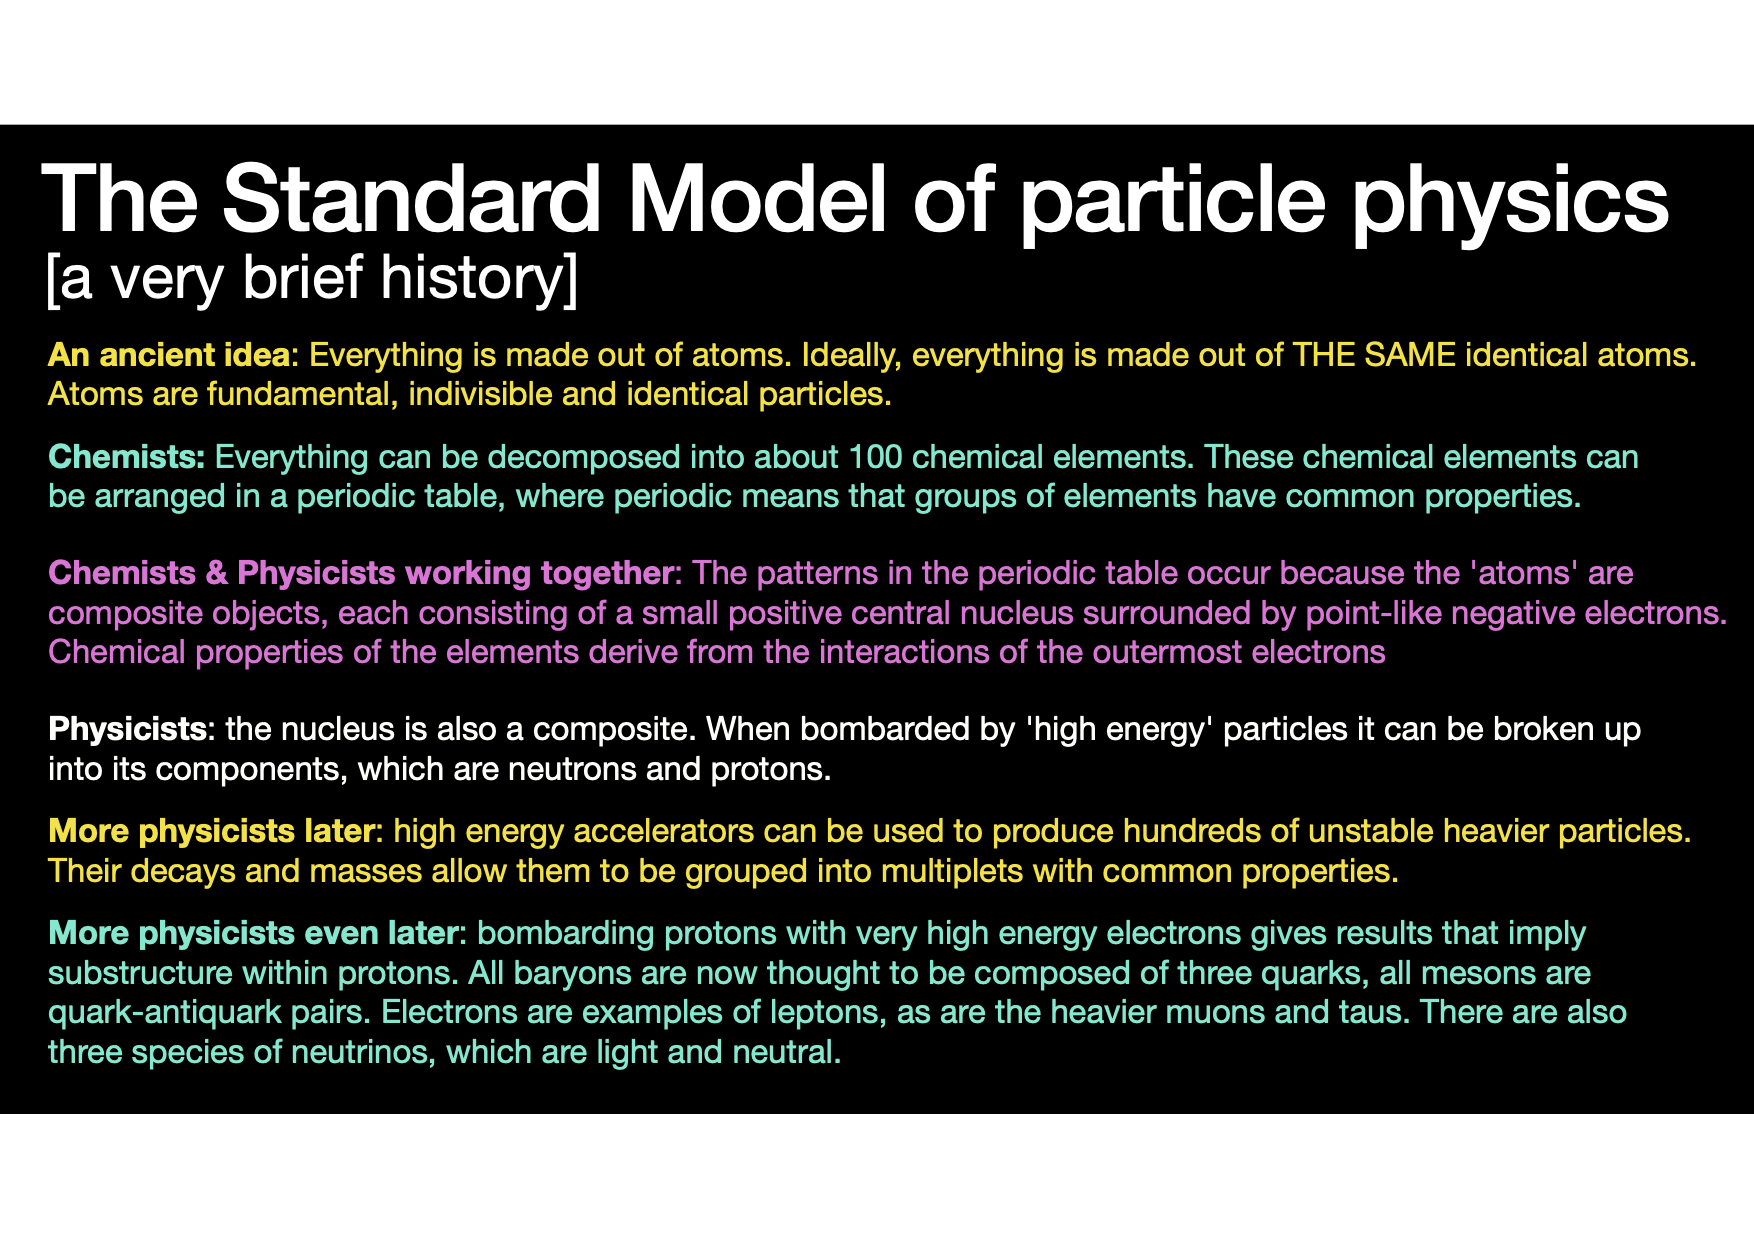 The Standard Model of particle physics
[a very brief history]
An ancient idea: Everything is made out of atoms. Ideally, everything is made out of THE SAME identical atoms.
Atoms are fundamental, indivisible and identical particles.
Chemists: Everything can be decomposed into about 100 chemical elements. These chemical elements can
be arranged in a periodic table, where periodic means that groups of elements have common properties.
Chemists & Physicists working together: The patterns in the periodic table occur because the 'atoms' are
composite objects, each consisting of a small positive central nucleus surrounded by point-like negative electrons.
Chemical properties of the elements derive from the interactions of the outermost electrons
Physicists: the nucleus is also a composite. When bombarded by 'high energy' particles it can be broken up
into its components, which are neutrons and protons.
More physicists later: high energy accelerators can be used to produce hundreds of unstable heavier particles.
Their decays and masses allow them to be grouped into multiplets with common properties.
More physicists even later: bombarding protons with very high energy electrons gives results that imply
substructure within protons. All baryons are now thought to be composed of three quarks, all mesons are
quark-antiquark pairs. Electrons are examples of leptons, as are the heavier muons and taus. There are also
three species of neutrinos, which are light and neutral.